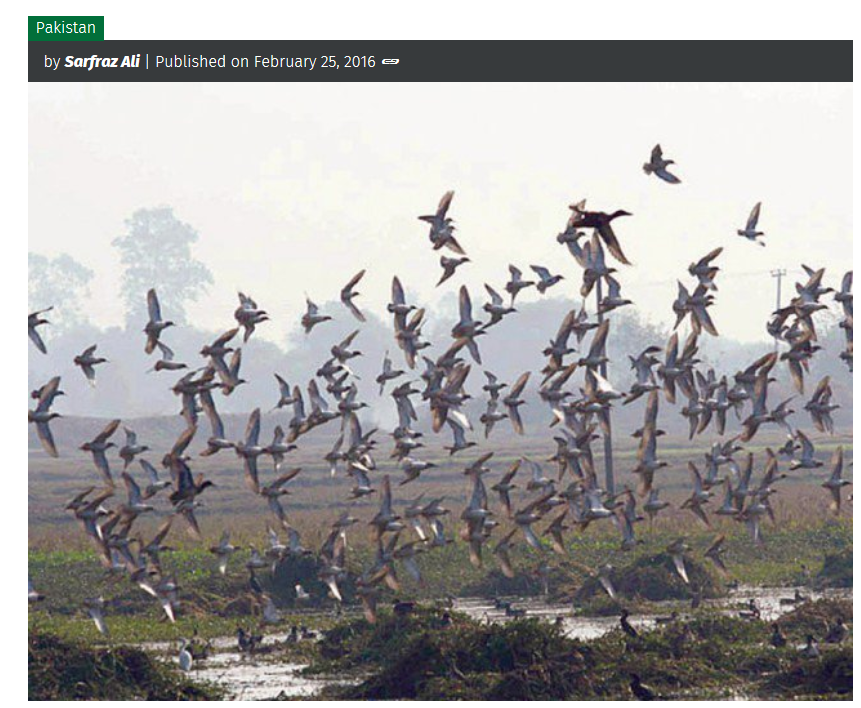 Pakistan
by Sarfraz Ali | Published on February 25, 2016